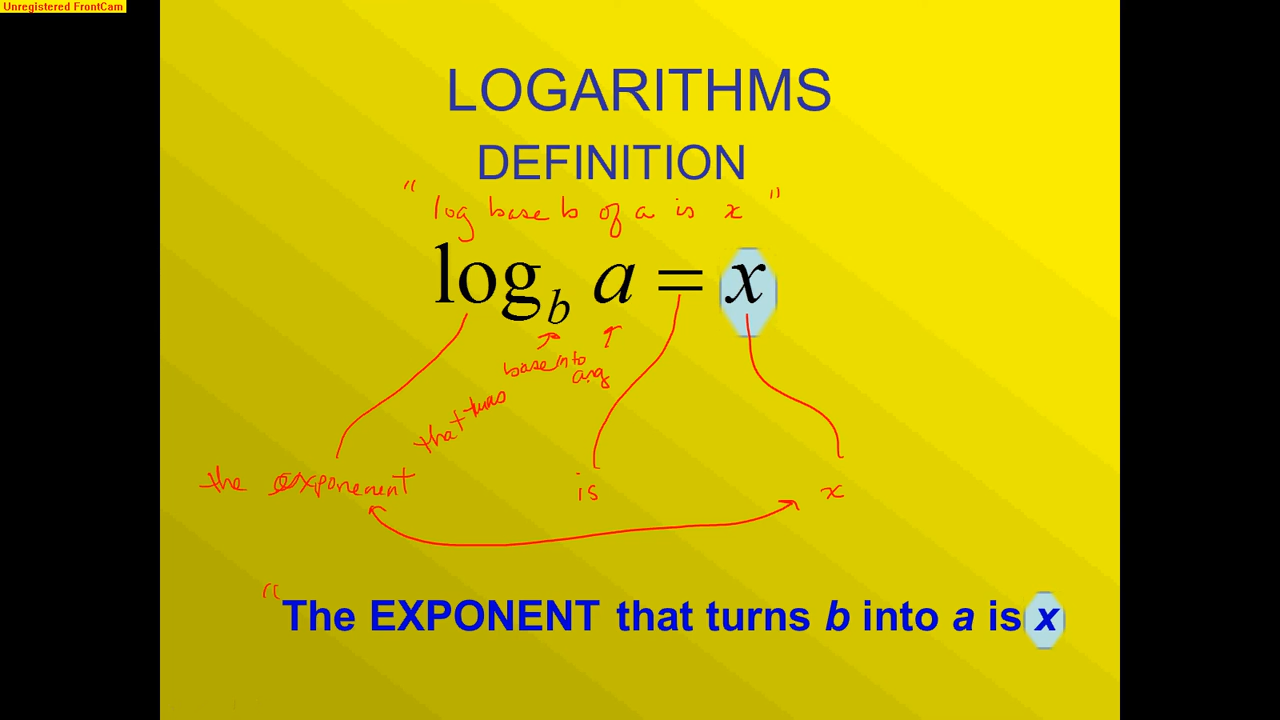 Unregistered FrontCam
LOGARITHMS
DEFINITION
" log base b of a is x "
log_b a = x
base into
arg
that turns
the exponenent is x
"The EXPONENT that turns b into a is x